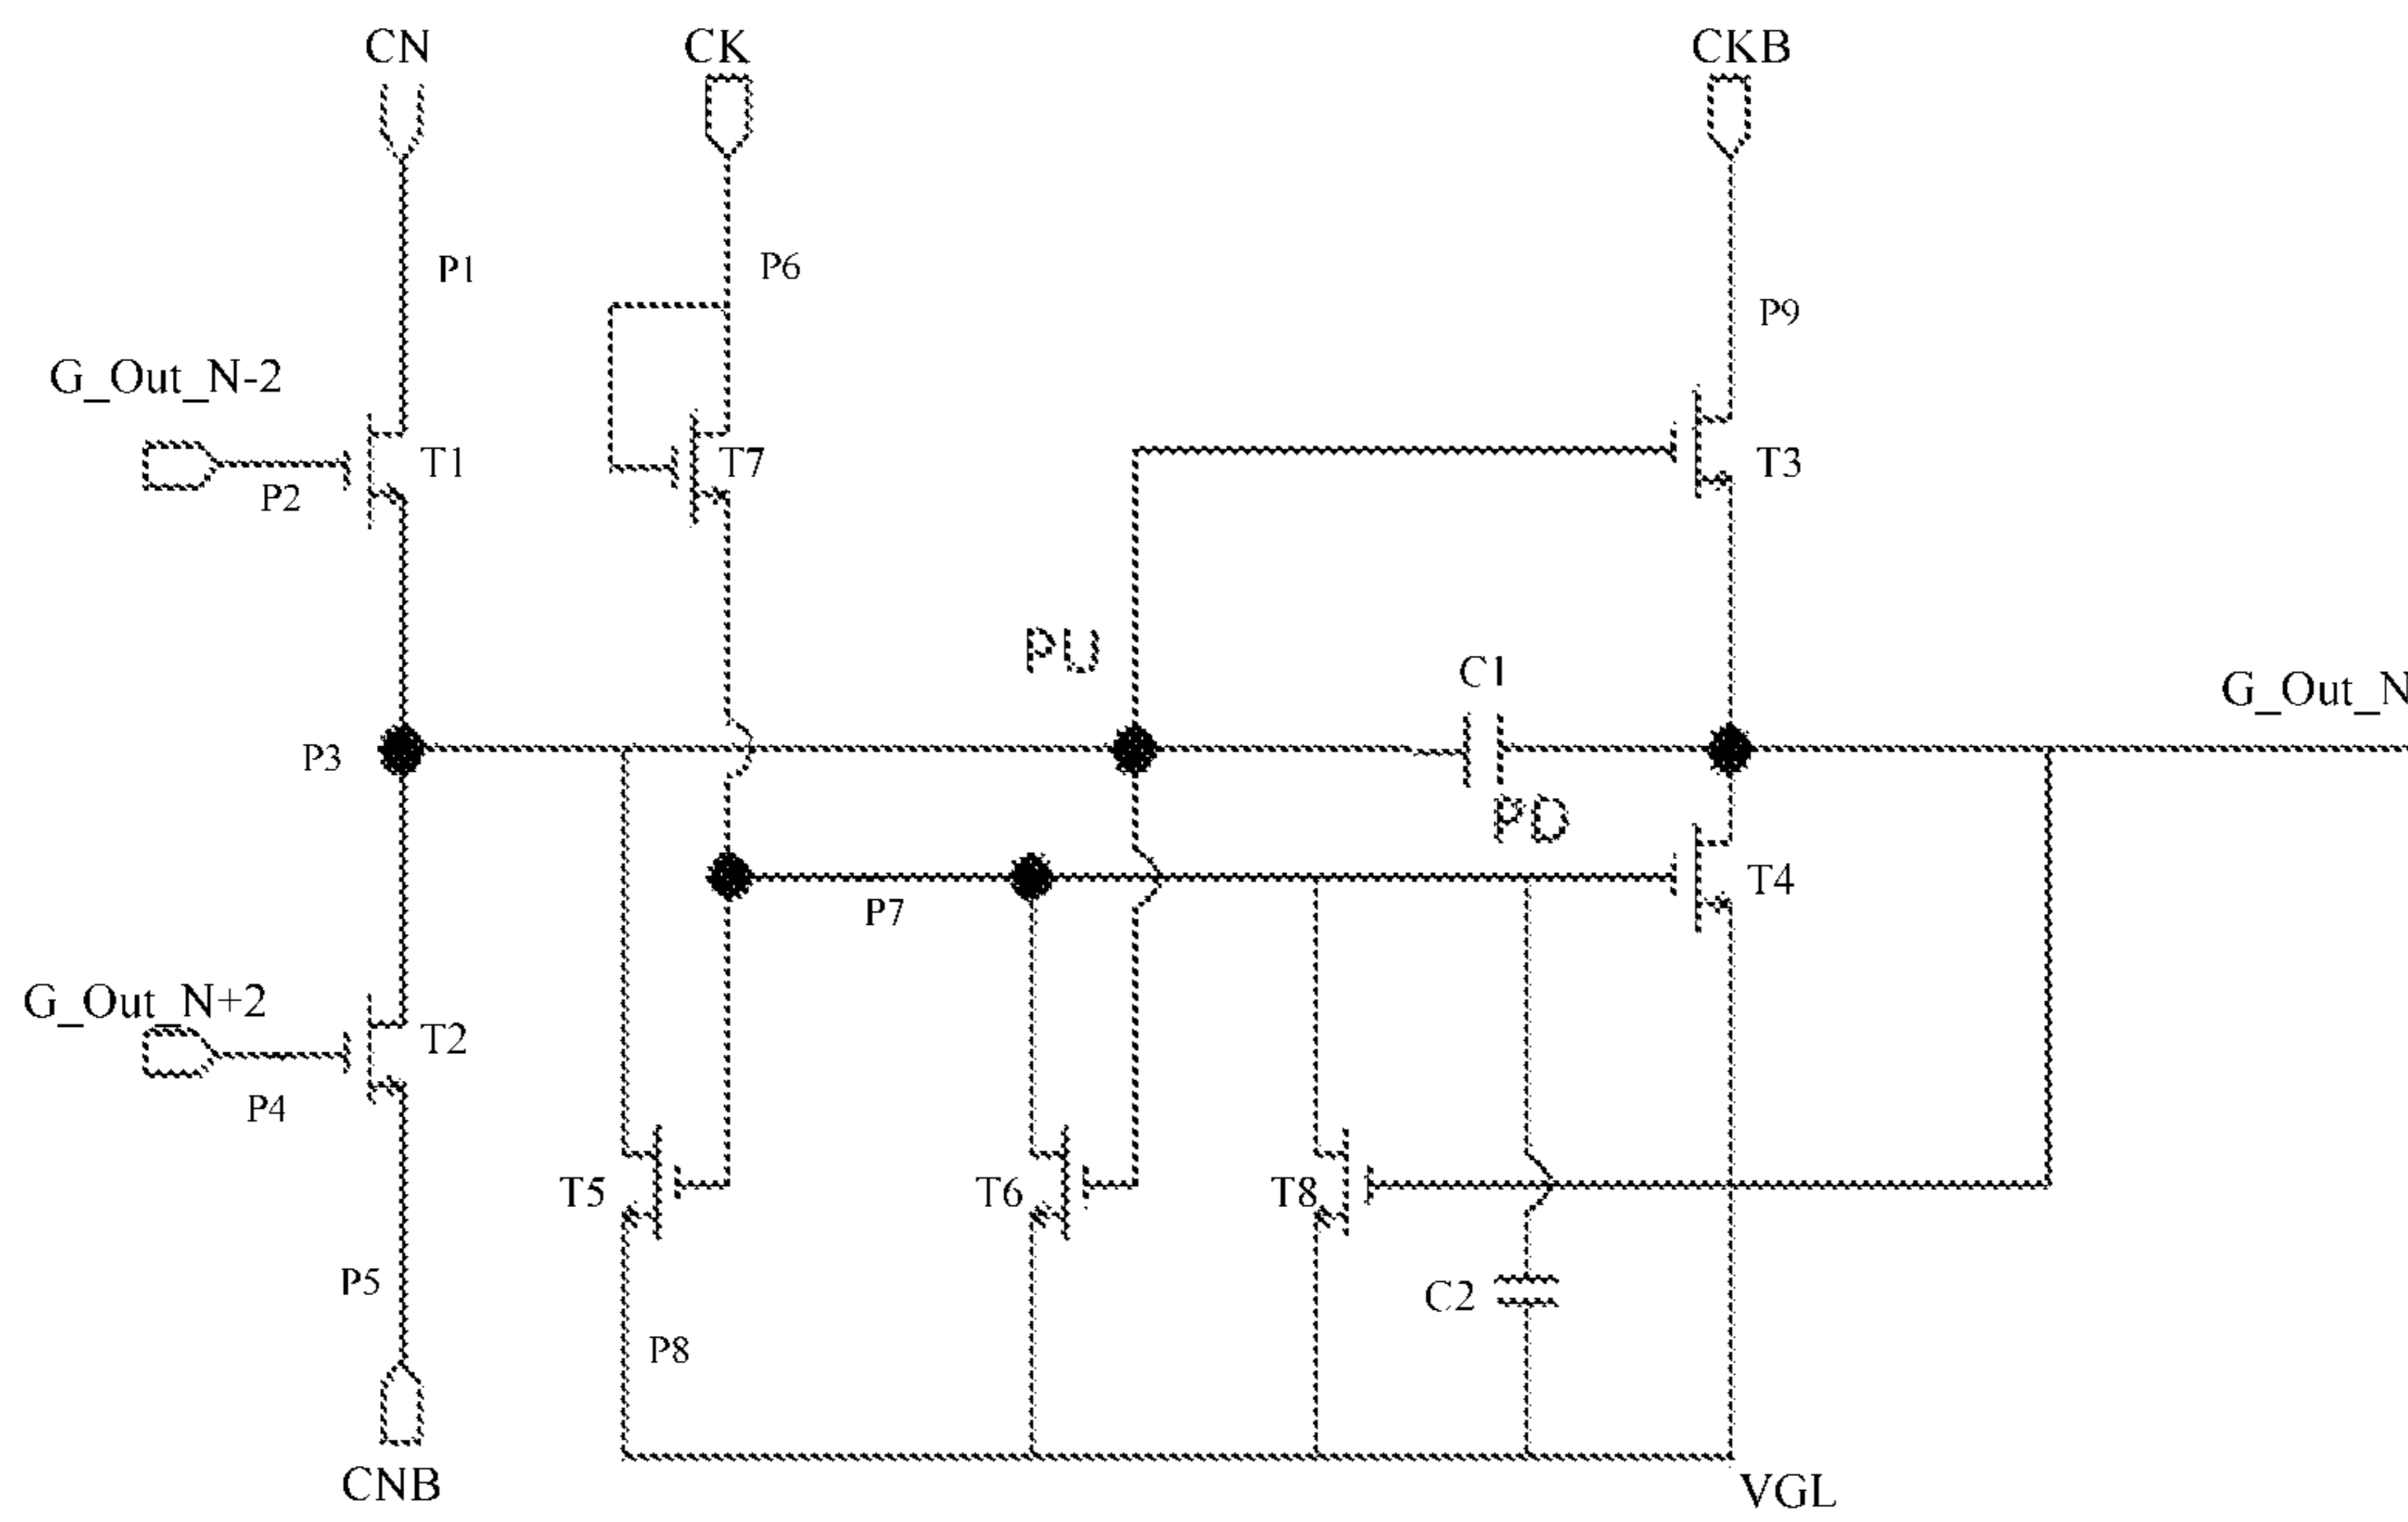 CN
CK
CKB
P1
P6
P9
G_Out_N-2
T1
T7
T3
P2
PU
C1
G_Out_N
P3
PD
T4
P7
G_Out_N+2
T2
P4
T5
T6
T8
P5
C2
P8
CNB
VGL